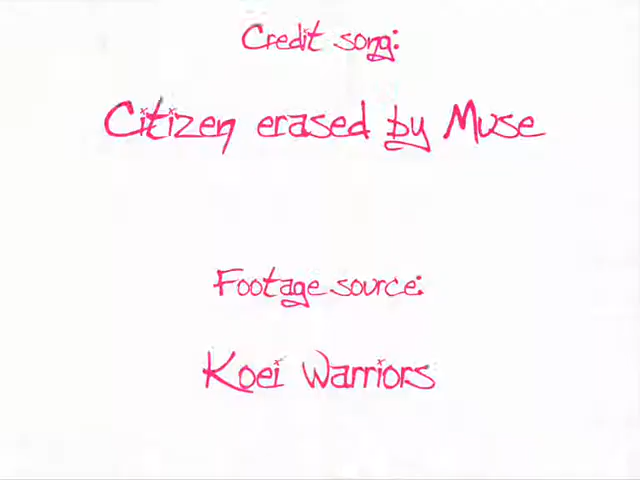 Credit song:
Citizen erased by Muse
Footage source:
Koei Warriors